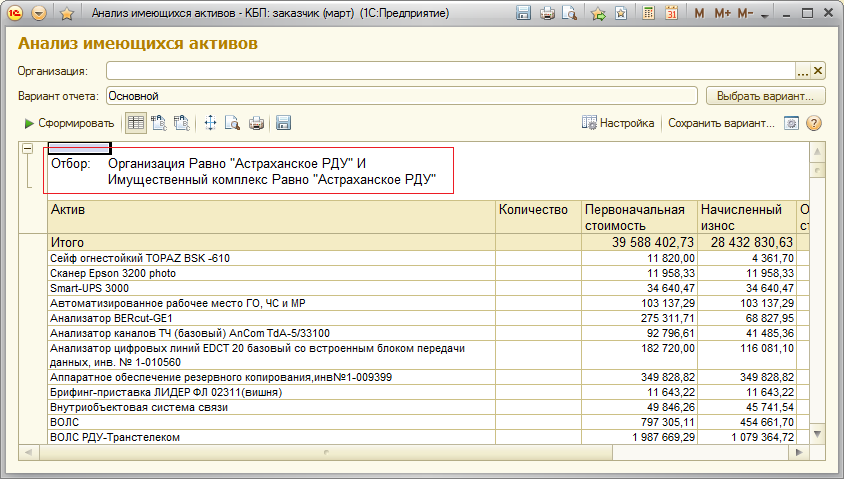 Анализ имеющихся активов - КБП: заказчик (март) (1С:Предприятие)
M M+ M-
Анализ имеющихся активов
Организация:
Вариант отчета: Основной Выбрать вариант...
Сформировать Настройка Сохранить вариант...
Отбор: Организация Равно "Астраханское РДУ" И
Имущественный комплекс Равно "Астраханское РДУ"
Актив Количество Первоначальная стоимость Начисленный износ О ст
Итого 39 588 402,73 28 432 830,63
Сейф огнестойкий TOPAZ BSK -610 11 820,00 4 361,70
Сканер Epson 3200 photo 11 958,33 11 958,33
Smart-UPS 3000 34 640,47 34 640,47
Автоматизированное рабочее место ГО, ЧС и МР 103 137,29 103 137,29
Анализатор BERcut-GE1 275 311,71 68 827,95
Анализатор каналов ТЧ (базовый) AnCom TdA-5/33100 92 796,61 41 485,36
Анализатор цифровых линий EDCT 20 базовый со встроенным блоком передачи 182 720,00 116 081,10
данных, инв. № 1-010560
Аппаратное обеспечение резервного копирования,инв№1-009399 349 828,82 349 828,82
Брифинг-приставка ЛИДЕР ФЛ 02311(вишня) 11 643,22 11 643,22
Внутриобъектовая система связи 49 846,26 45 741,54
ВОЛС 797 305,11 454 661,70
ВОЛС РДУ-Транстелеком 1 987 669,29 1 079 364,72